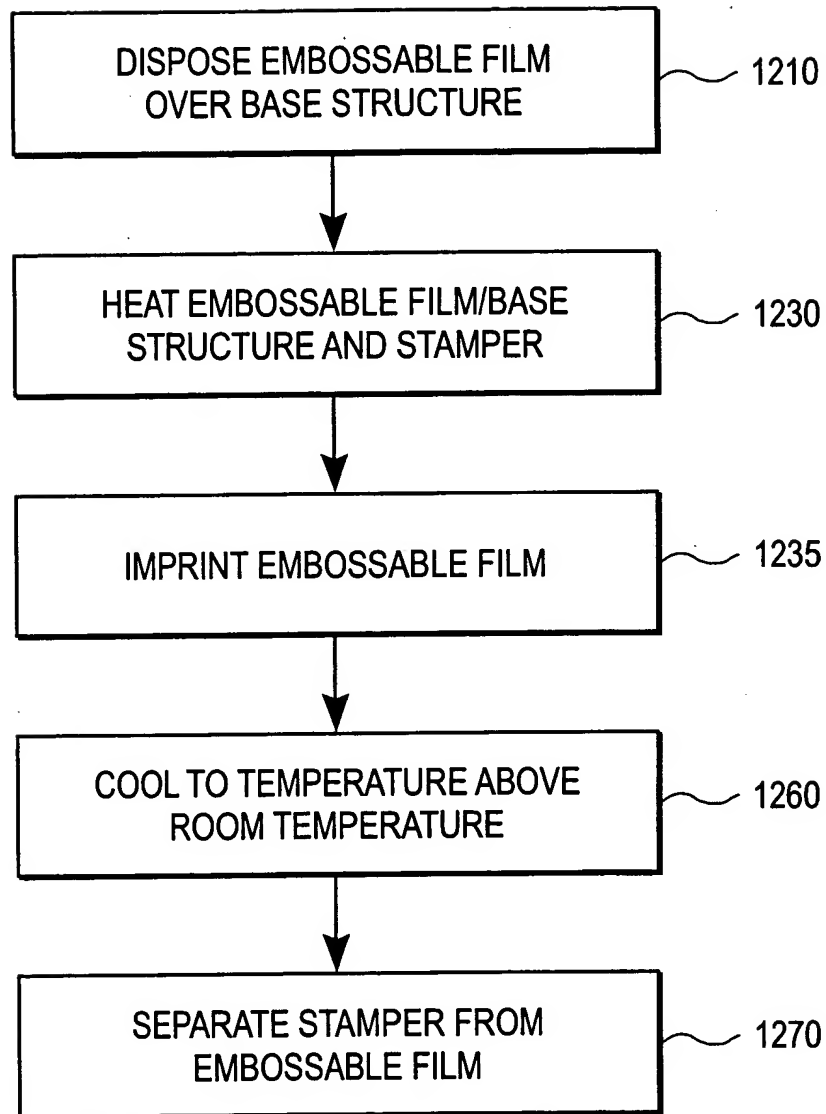 DISPOSE EMBOSSABLE FILM
OVER BASE STRUCTURE
1210
HEAT EMBOSSABLE FILM/BASE
STRUCTURE AND STAMPER
1230
IMPRINT EMBOSSABLE FILM
1235
COOL TO TEMPERATURE ABOVE
ROOM TEMPERATURE
1260
SEPARATE STAMPER FROM
EMBOSSABLE FILM
1270